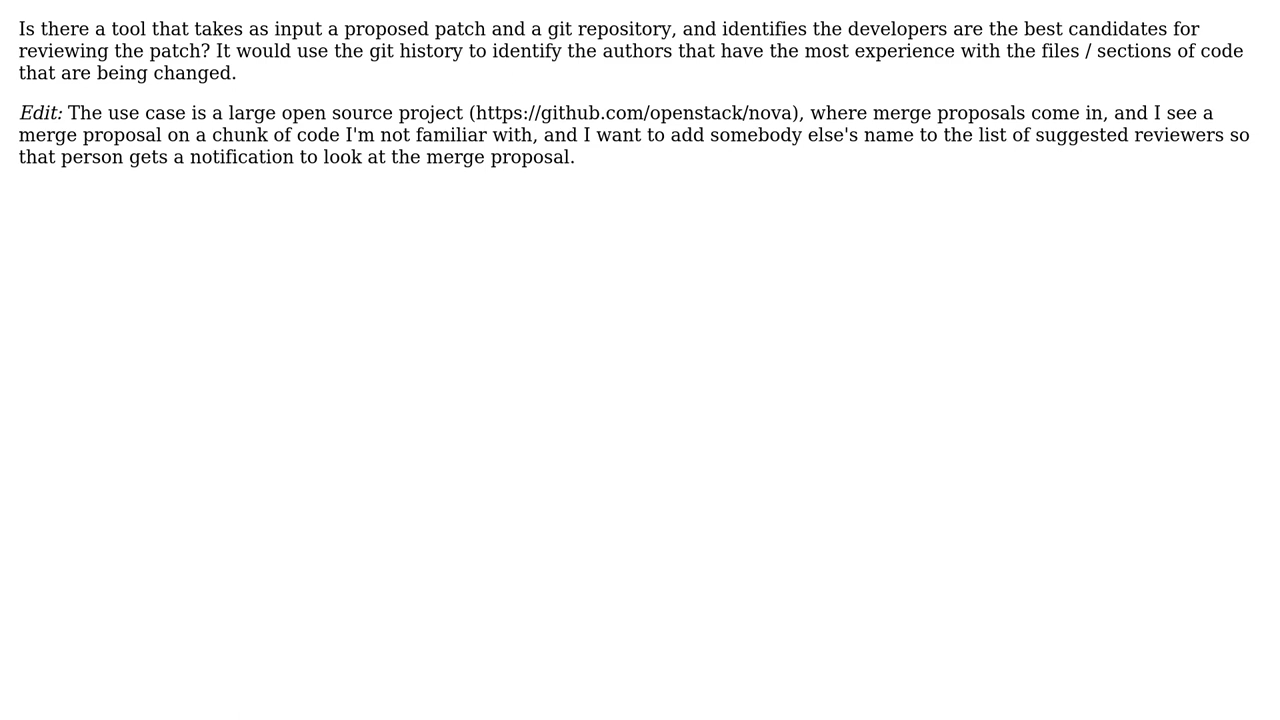 Is there a tool that takes as input a proposed patch and a git repository, and identifies the developers are the best candidates for
reviewing the patch? It would use the git history to identify the authors that have the most experience with the files / sections of code
that are being changed.
Edit: The use case is a large open source project (https://github.com/openstack/nova), where merge proposals come in, and I see a
merge proposal on a chunk of code I'm not familiar with, and I want to add somebody else's name to the list of suggested reviewers so
that person gets a notification to look at the merge proposal.